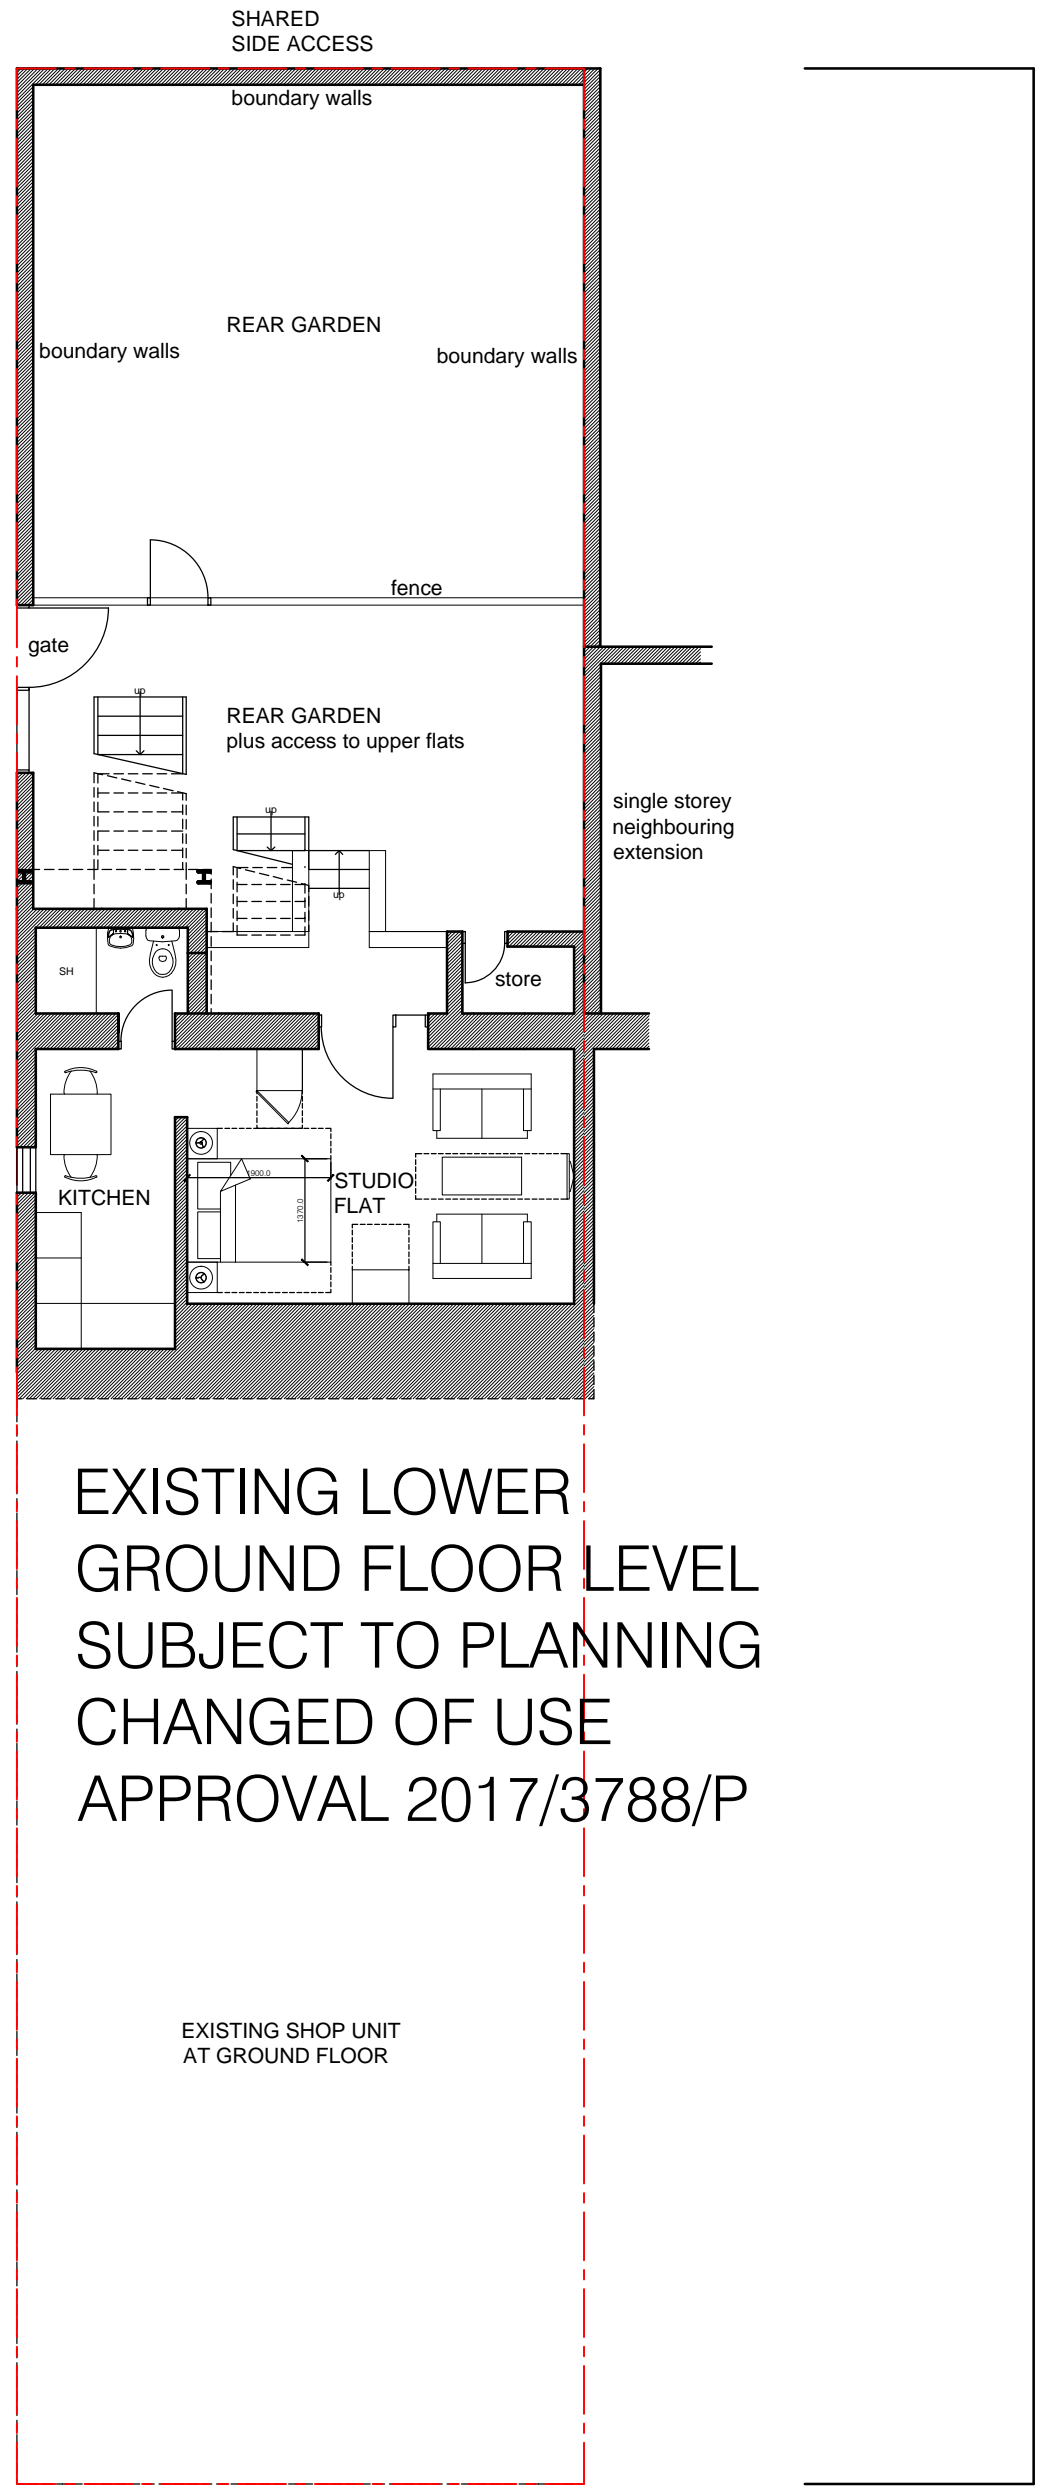 SHARED
SIDE ACCESS
boundary walls
REAR GARDEN
boundary walls
boundary walls
fence
gate
up
REAR GARDEN
plus access to upper flats
up
up
single storey
neighbouring
extension
SH
store
1900.0
1370.0
STUDIO
FLAT
KITCHEN
EXISTING LOWER
GROUND FLOOR LEVEL
SUBJECT TO PLANNING
CHANGED OF USE
APPROVAL 2017/3788/P
EXISTING SHOP UNIT
AT GROUND FLOOR